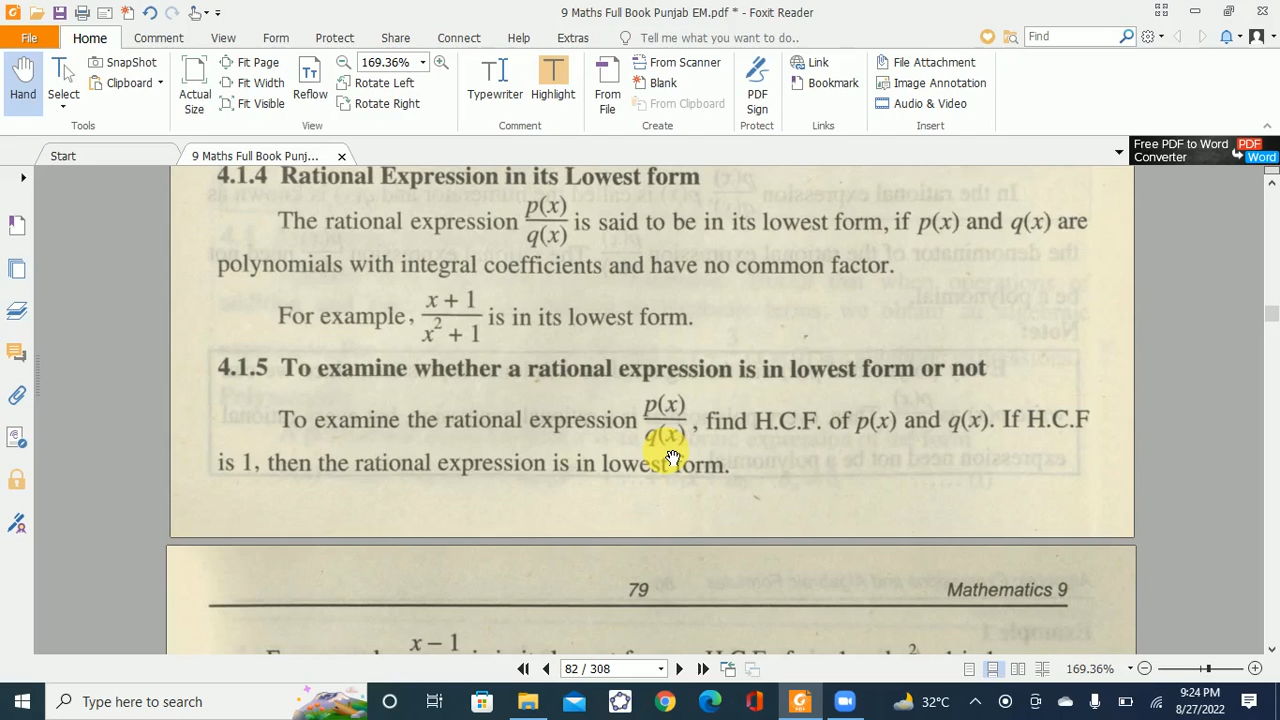 9 Maths Full Book Punjab EM.pdf * - Foxit Reader
File Home Comment View Form Protect Share Connect Help Extras Tell me what you want to do... Find
Hand Select SnapShot Clipboard Tools
Actual Size Fit Page Fit Width Fit Visible Reflow 169.36% Rotate Left Rotate Right View
Typewriter Highlight Comment
From File From Scanner Blank From Clipboard Create
PDF Sign Protect
Link Bookmark Links
File Attachment Image Annotation Audio & Video Insert
Start 9 Maths Full Book Punj... Free PDF to Word Converter PDF Word
4.1.4 Rational Expression in its Lowest form
The rational expression p(x)/q(x) is said to be in its lowest form, if p(x) and q(x) are
polynomials with integral coefficients and have no common factor.
For example, x + 1/x² + 1 is in its lowest form.
4.1.5 To examine whether a rational expression is in lowest form or not
To examine the rational expression p(x)/q(x), find H.C.F. of p(x) and q(x). If H.C.F
is 1, then the rational expression is in lowest form.
79 Mathematics 9
x – 1
82 / 308 169.36%
Type here to search 32°C 9:24 PM
8/27/2022